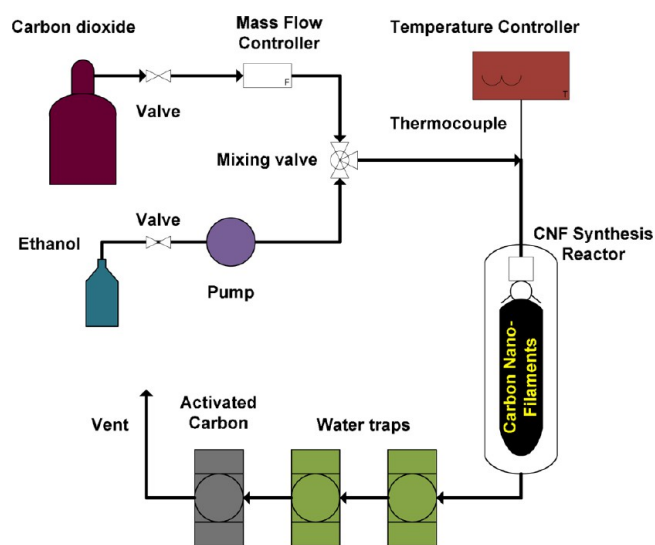 Carbon dioxide
Mass Flow
Controller
Temperature Controller
F
T
Valve
Thermocouple
Mixing valve
Valve
Ethanol
Pump
CNF Synthesis
Reactor
Carbon Nano-
Filaments
Activated
Carbon
Vent
Water traps